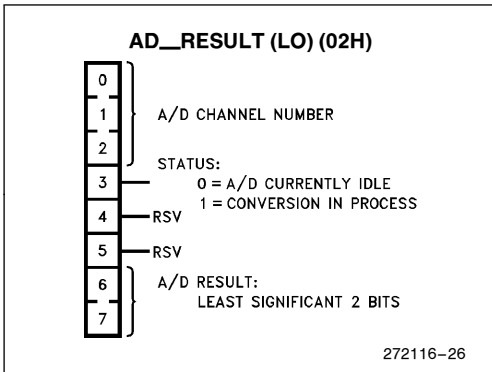 AD__RESULT (LO) (02H)
0
1
2
A/D CHANNEL NUMBER
STATUS:
3
0 = A/D CURRENTLY IDLE
1 = CONVERSION IN PROCESS
4
RSV
5
RSV
6
7
A/D RESULT:
LEAST SIGNIFICANT 2 BITS
272116–26